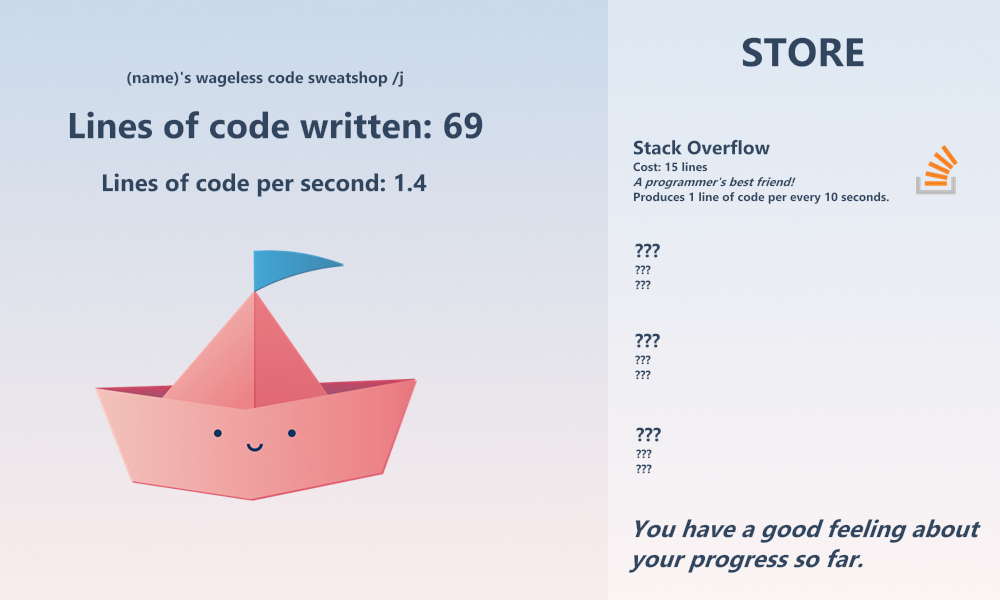 (name)'s wageless code sweatshop /j
Lines of code written: 69
Lines of code per second: 1.4
STORE
Stack Overflow
Cost: 15 lines
A programmer's best friend!
Produces 1 line of code per every 10 seconds.
???
???
???
???
???
???
???
???
???
You have a good feeling about
your progress so far.